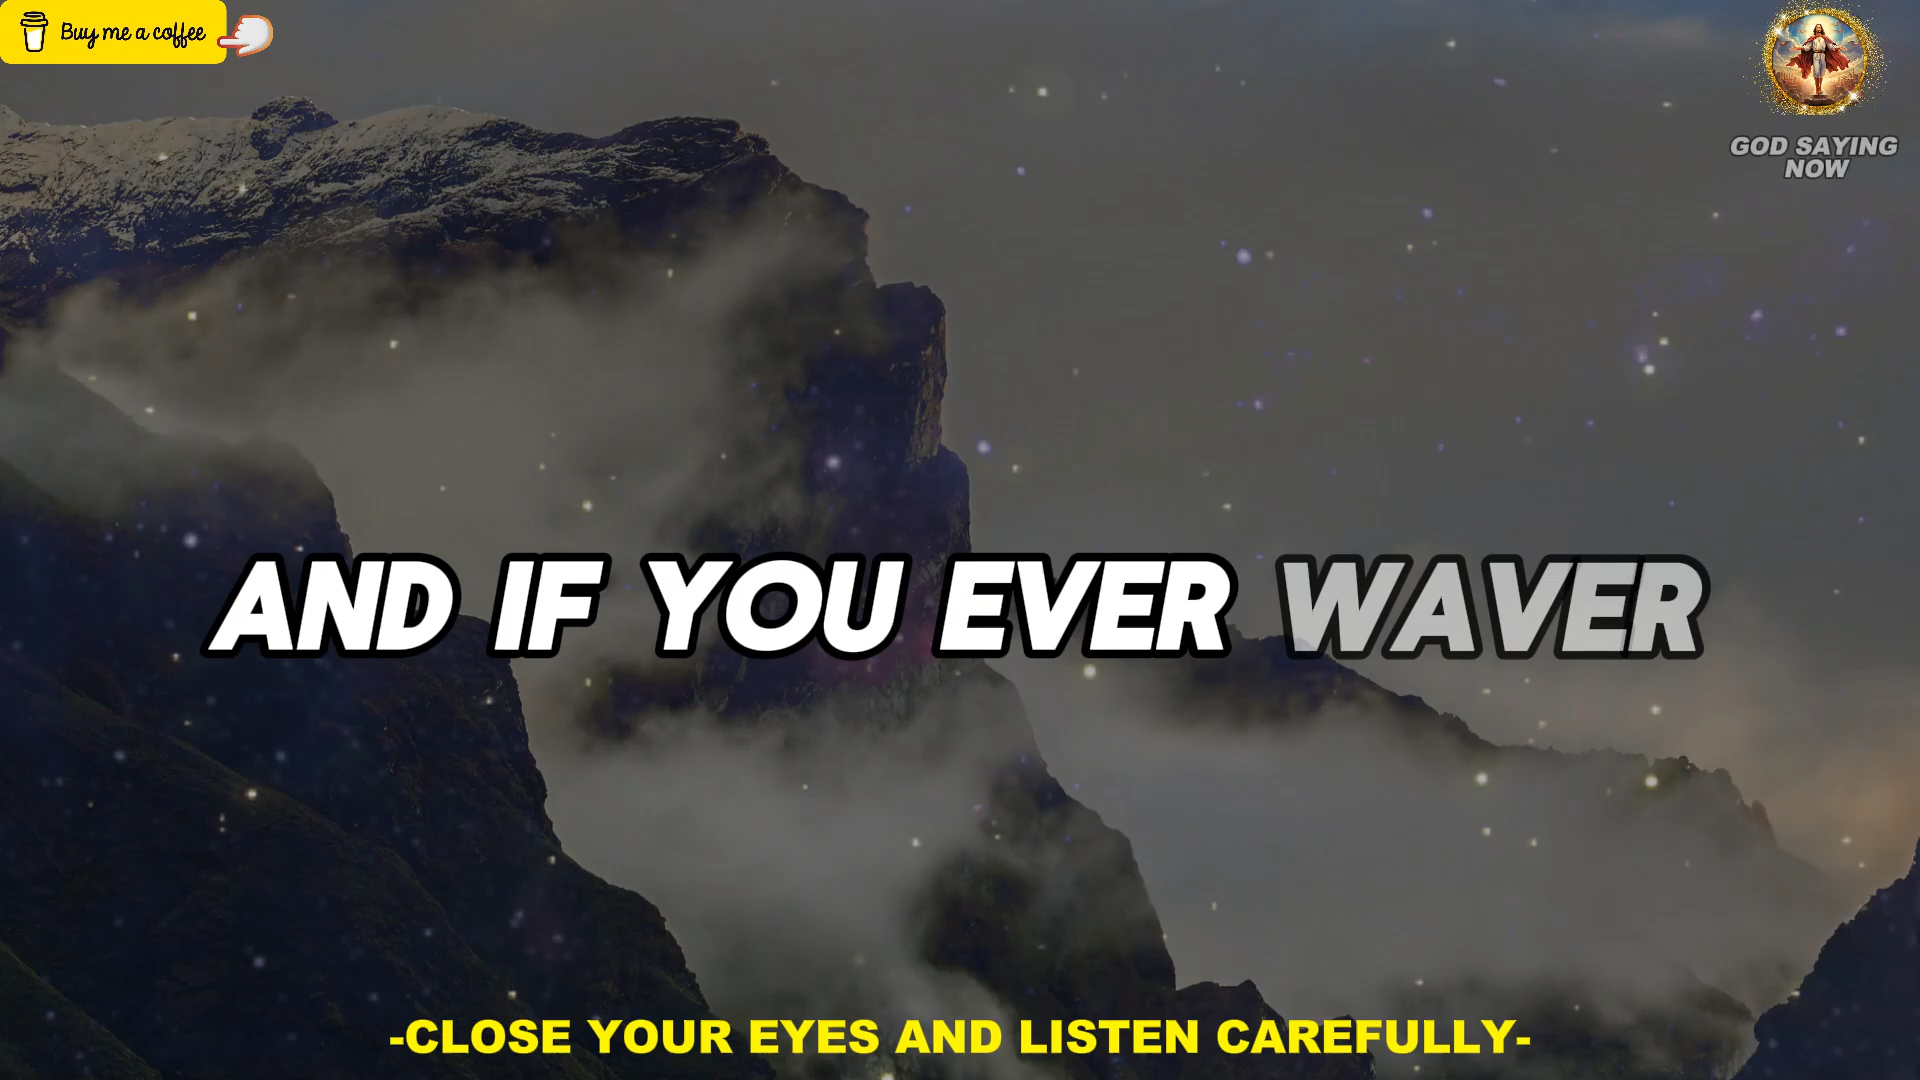 Buy me a coffee
GOD SAYING
NOW
AND IF YOU EVER WAVER
-CLOSE YOUR EYES AND LISTEN CAREFULLY-